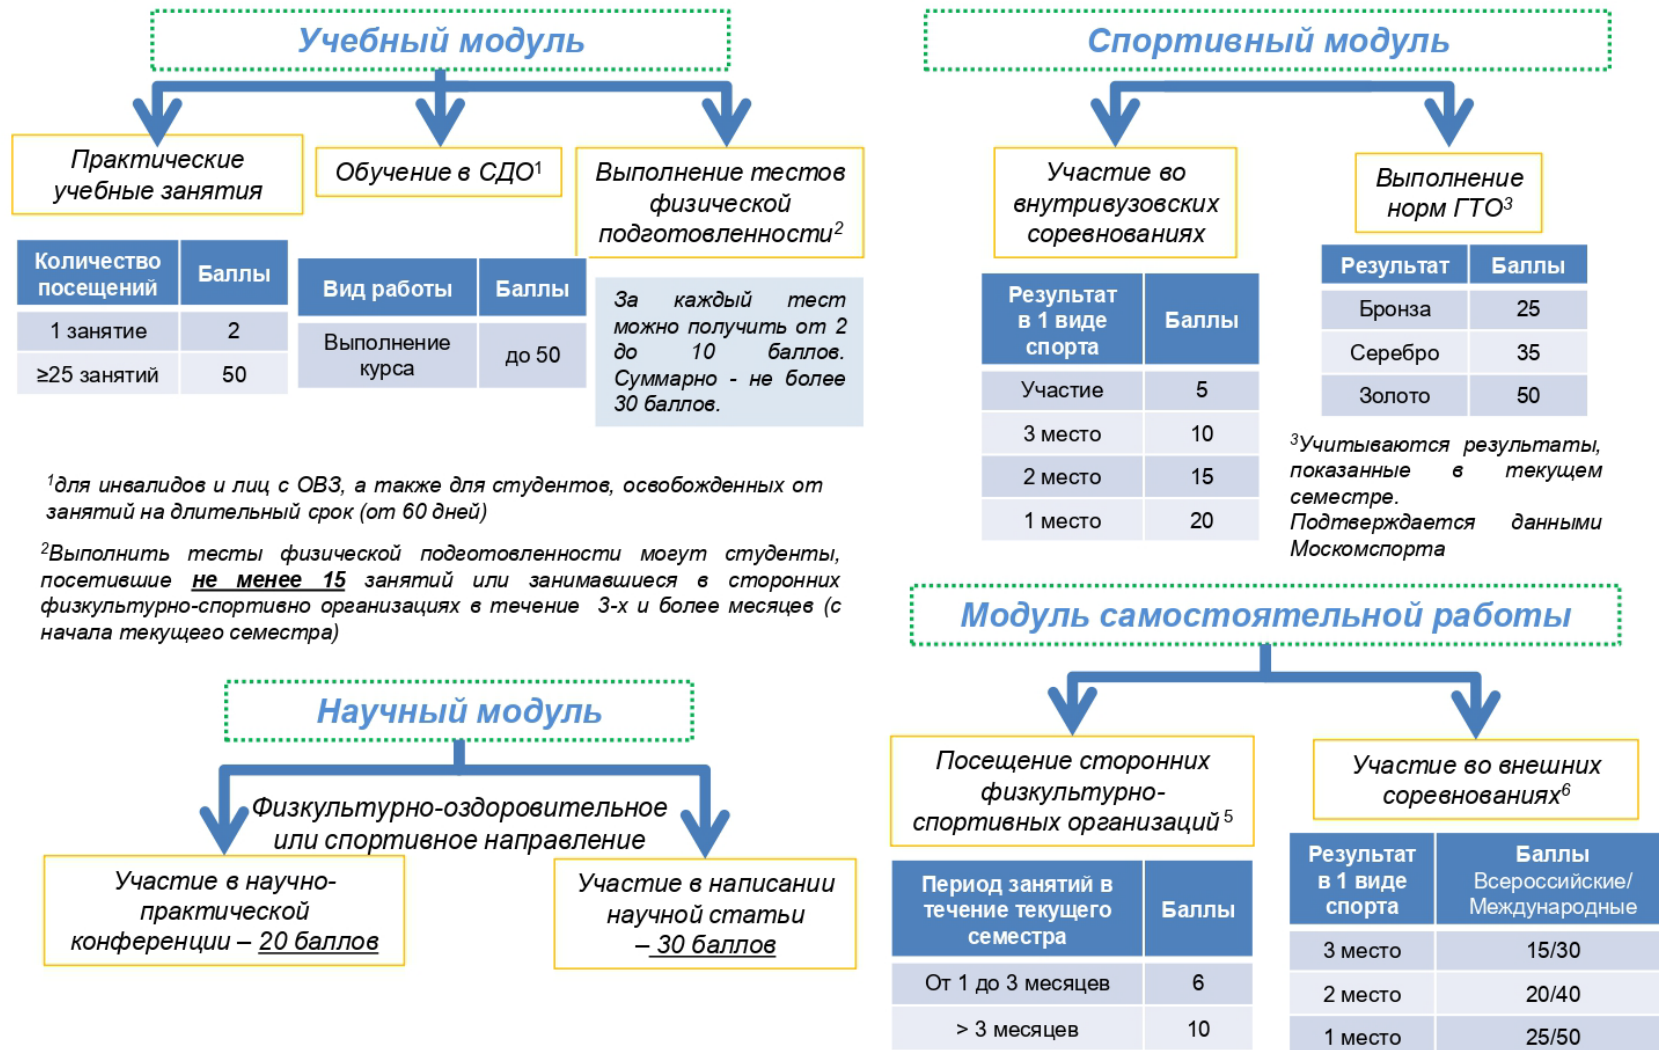 Учебный модуль
Практические
учебные занятия
Количество
посещений
Баллы
1 занятие
2
≥25 занятий
50
Обучение в СДО¹
Вид работы
Баллы
Выполнение
курса
до 50
Выполнение тестов
физической
подготовленности²
За каждый тест
можно получить от 2
до 10 баллов.
Суммарно - не более
30 баллов.
¹для инвалидов и лиц с ОВЗ, а также для студентов, освобожденных от
занятий на длительный срок (от 60 дней)
²Выполнить тесты физической подготовленности могут студенты,
посетившие не менее 15 занятий или занимавшиеся в сторонних
физкультурно-спортивно организациях в течение 3-х и более месяцев (с
начала текущего семестра)
Спортивный модуль
Участие во
внутривузовских
соревнованиях
Результат
в 1 виде
спорта
Баллы
Участие
5
3 место
10
2 место
15
1 место
20
Выполнение
норм ГТО³
Результат
Баллы
Бронза
25
Серебро
35
Золото
50
³Учитываются результаты,
показанные в текущем
семестре.
Подтверждается данными
Москомспорта
Научный модуль
Физкультурно-оздоровительное
или спортивное направление
Участие в научно-
практической
конференции – 20 баллов
Участие в написании
научной статьи
– 30 баллов
Модуль самостоятельной работы
Посещение сторонних
физкультурно-
спортивных организаций ⁵
Период занятий в
течение текущего
семестра
Баллы
От 1 до 3 месяцев
6
> 3 месяцев
10
Участие во внешних
соревнованиях⁶
Результат
в 1 виде
спорта
Баллы
Всероссийские/
Международные
3 место
15/30
2 место
20/40
1 место
25/50